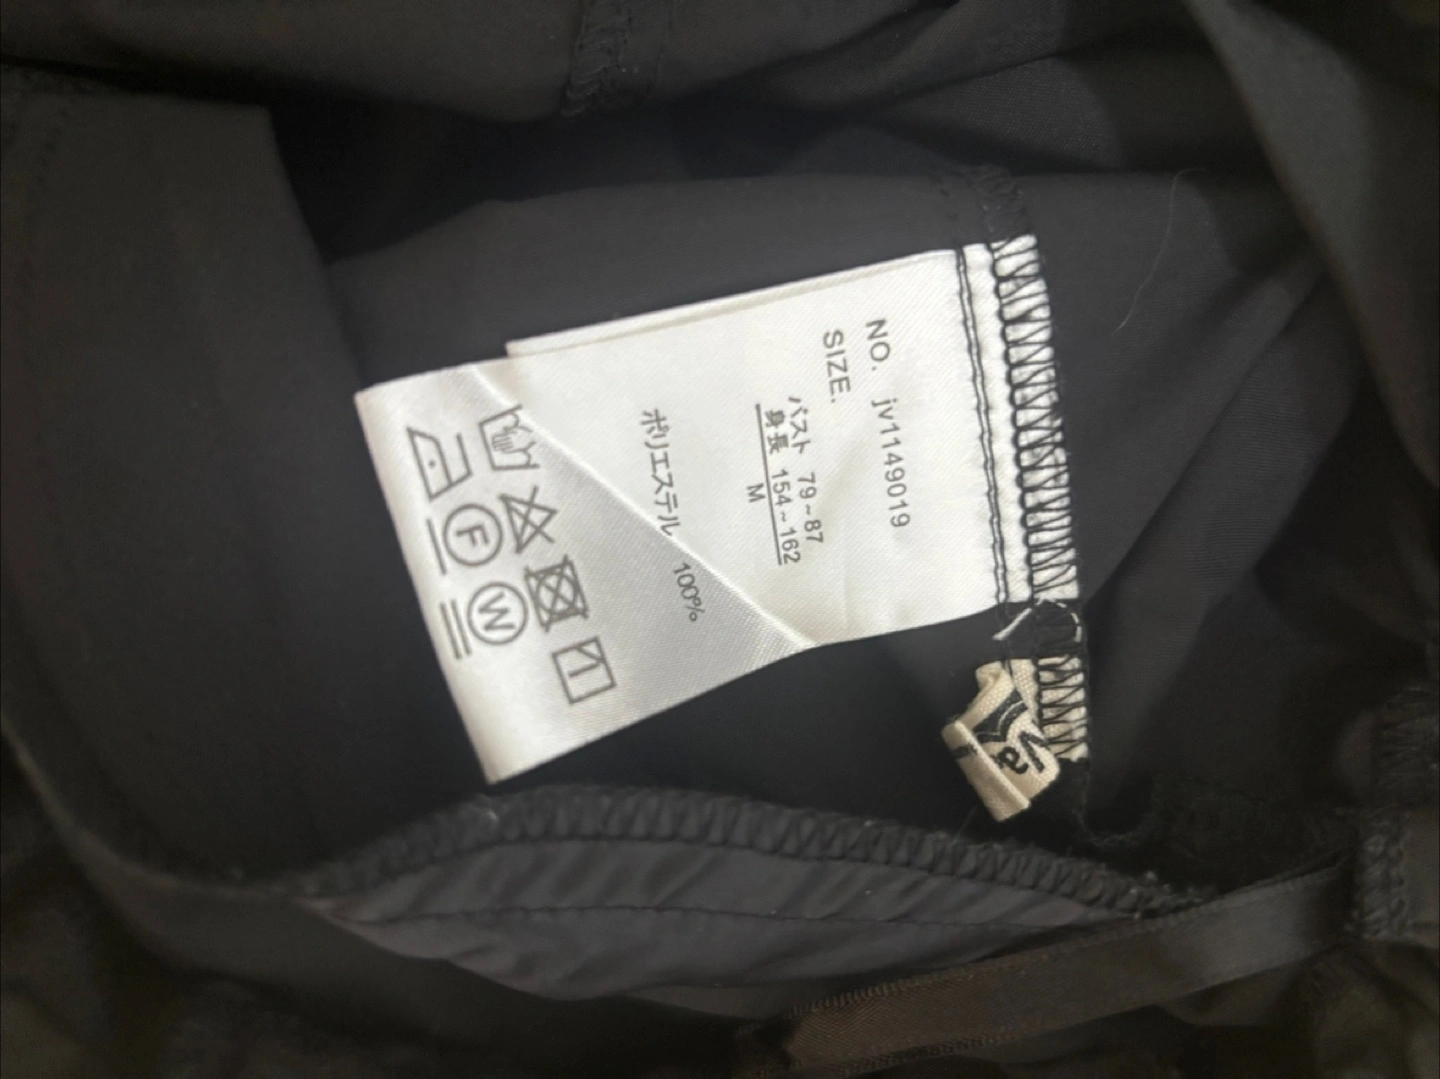 NO. jv1149019
SIZE.
バスト 79~87
身長 154~162
M
ポリエステル 100%
F
W
Va